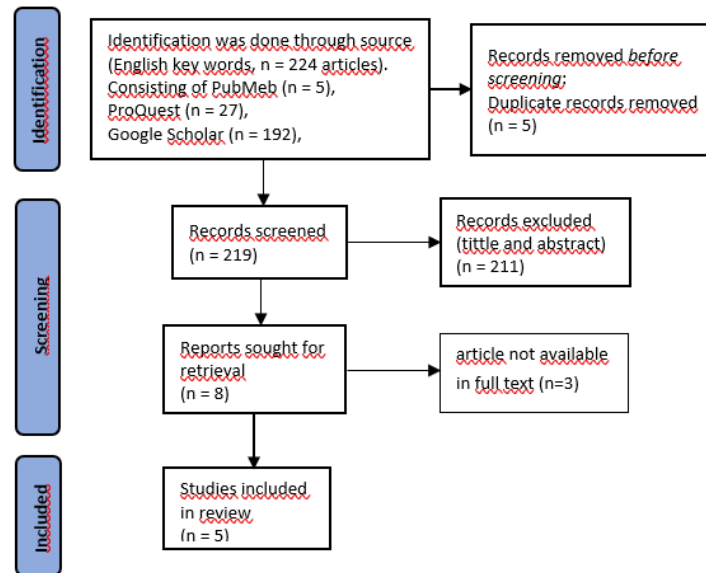 Identification
Identification was done through source
(English key words, n = 224 articles).
Consisting of PubMeb (n = 5),
ProQuest (n = 27),
Google Scholar (n = 192),
Records removed before
screening;
Duplicate records removed
(n = 5)
Screening
Records screened
(n = 219)
Records excluded
(tittle and abstract)
(n = 211)
Reports sought for
retrieval
(n = 8)
article not available
in full text (n=3)
Included
Studies included
in review
(n = 5)